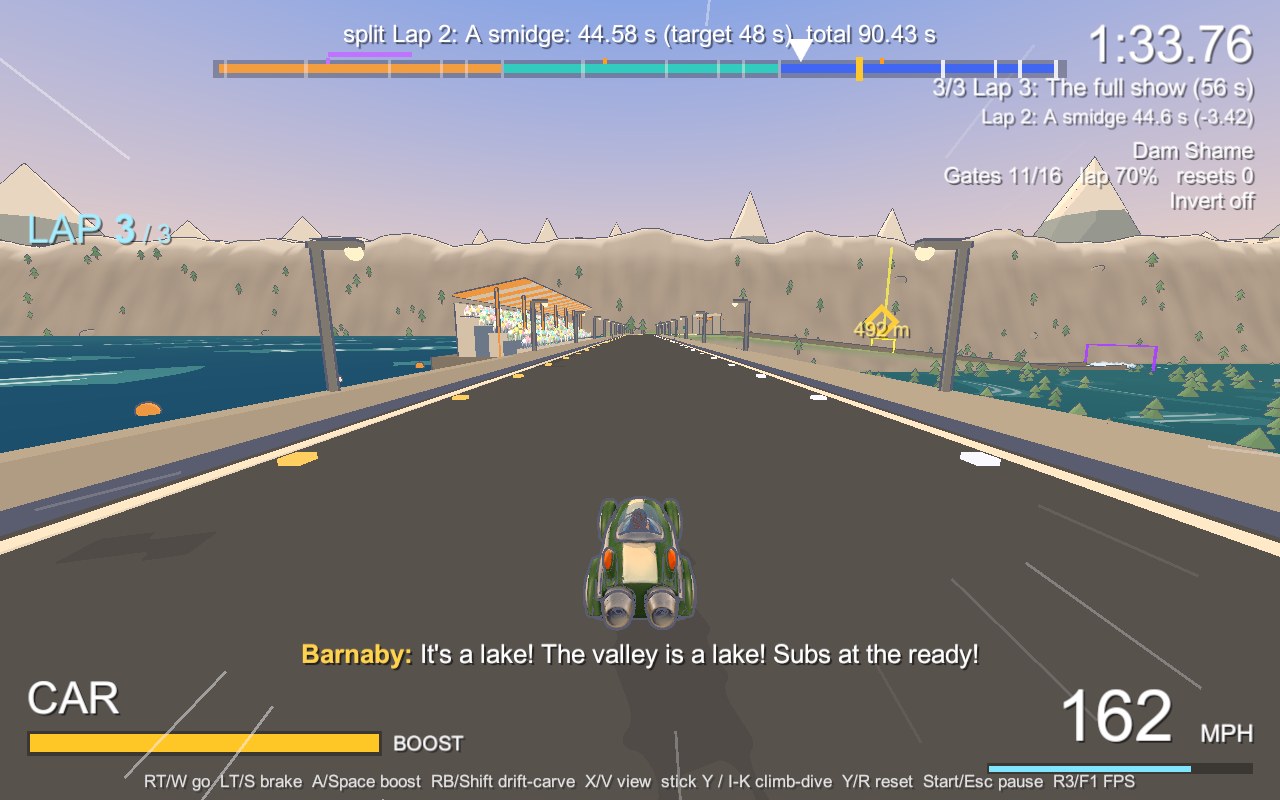 split Lap 2: A smidge: 44.58 s (target 48 s), total 90.43 s
1:33.76
3/3 Lap 3: The full show (56 s)
Lap 2: A smidge 44.6 s (-3.42)
Dam Shame
Gates 11/16 lap 70% resets 0
Invert off
LAP 3 / 3
492 m
Barnaby: It's a lake! The valley is a lake! Subs at the ready!
CAR
BOOST
162 MPH
RT/W go LT/S brake A/Space boost RB/Shift drift-carve X/V view stick Y / I-K climb-dive Y/R reset Start/Esc pause R3/F1 FPS